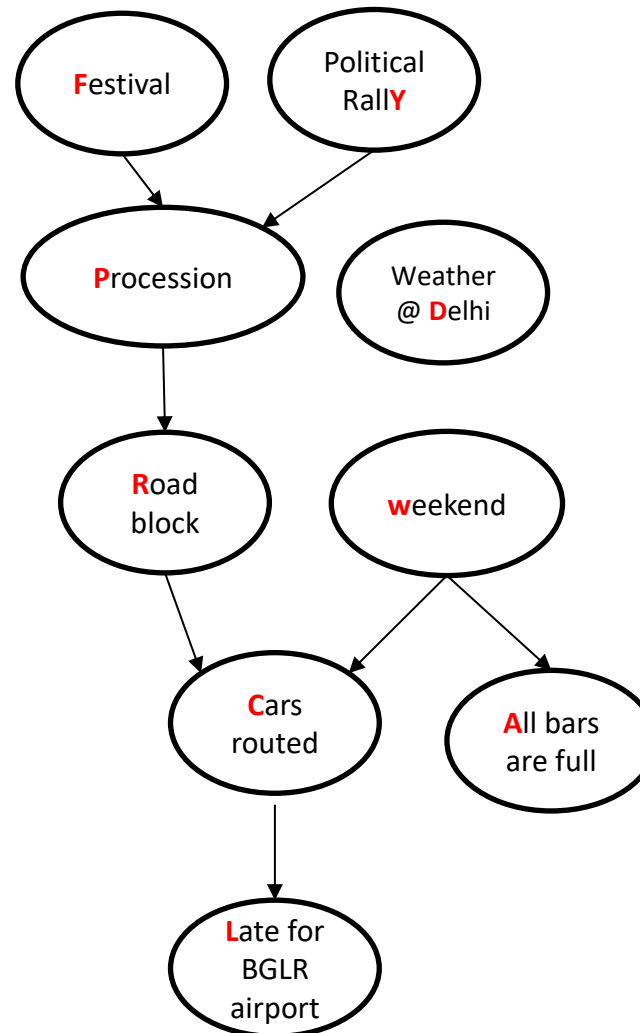 Festival
Political
RallY
Procession
Weather
@ Delhi
Road
block
weekend
Cars
routed
All bars
are full
Late for
BGLR
airport